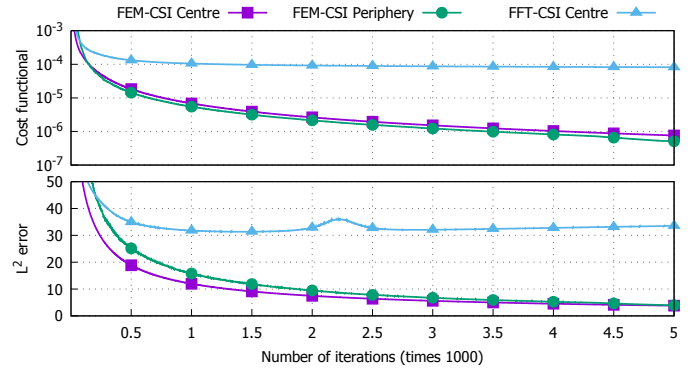 FEM-CSI Centre FEM-CSI Periphery FFT-CSI Centre
10^-3
10^-4
10^-5
10^-6
10^-7
Cost functional
50
40
30
20
10
0
L^2 error
0.5 1 1.5 2 2.5 3 3.5 4 4.5 5
Number of iterations (times 1000)